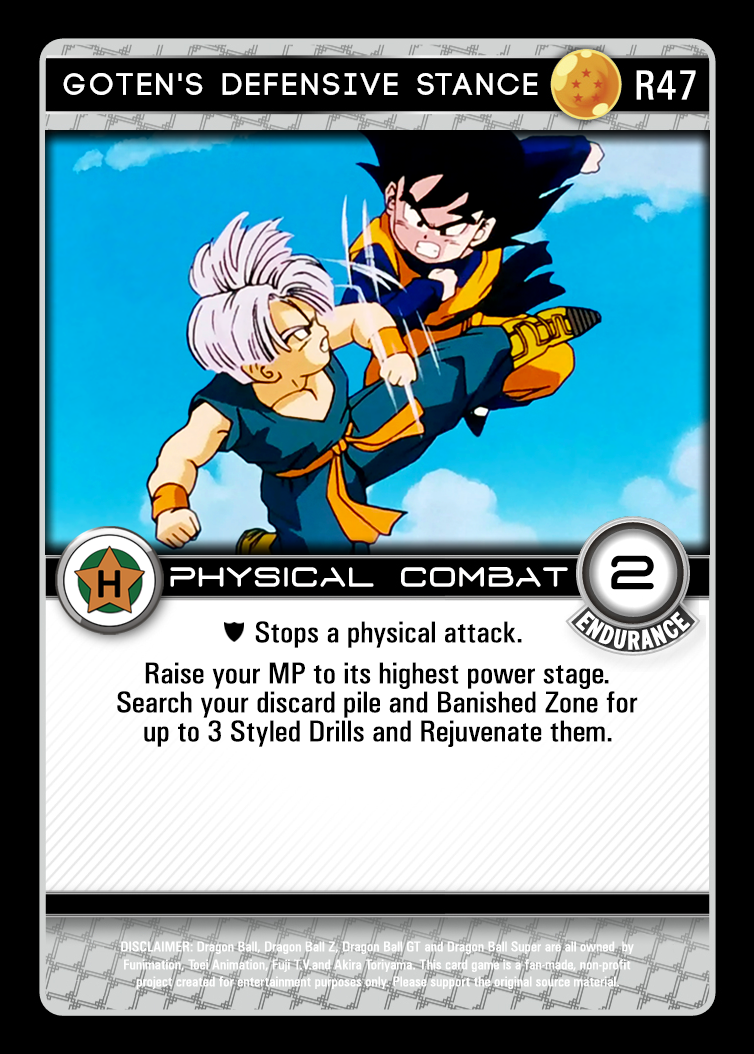 GOTEN'S DEFENSIVE STANCE R47
H PHYSICAL COMBAT 2
ENDURANCE
Stops a physical attack.
Raise your MP to its highest power stage.
Search your discard pile and Banished Zone for
up to 3 Styled Drills and Rejuvenate them.
DISCLAIMER: Dragon Ball, Dragon Ball Z, Dragon Ball GT and Dragon Ball Super are all owned by
Funimation, Toei Animation, Fuji T.V.and Akira Toriyama. This card game is a fan-made, non-profit
project created for entertainment purposes only. Please support the original source material.